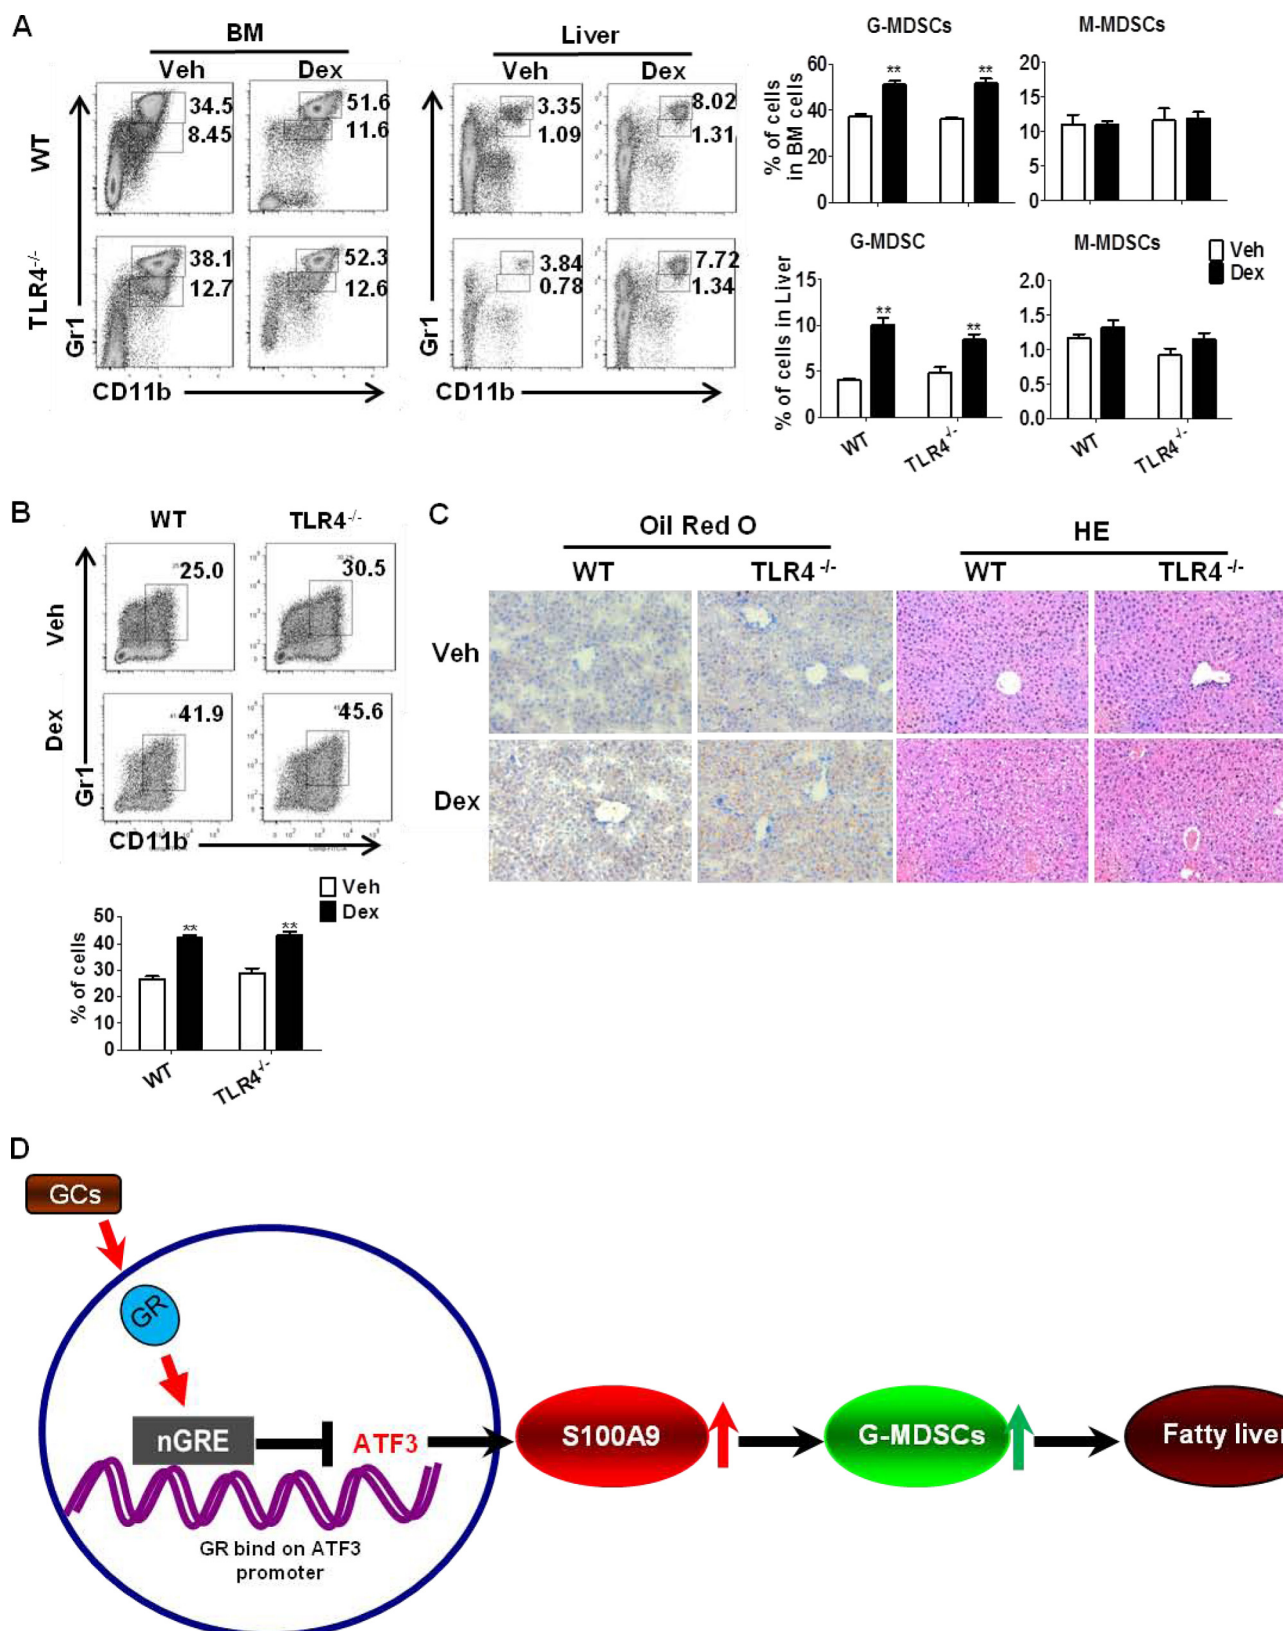 A
BM
Liver
Veh
Dex
Veh
Dex
WT
34.5
8.45
51.6
11.6
3.35
1.09
8.02
1.31
TLR4-/-
38.1
12.7
52.3
12.6
3.84
0.78
7.72
1.34
Gr1
Gr1
CD11b
CD11b
G-MDSCs
M-MDSCs
% of cells
in BM cells
60
40
20
0
**
**
20
15
10
5
0
G-MDSC
M-MDSCs
Veh
Dex
% of cells in Liver
15
10
5
0
**
**
2.0
1.5
1.0
0.5
0.0
WT
TLR4-/-
WT
TLR4-/-
B
WT
TLR4-/-
Veh
25.0
30.5
Dex
41.9
45.6
Gr1
CD11b
Veh
Dex
% of cells
50
40
30
20
10
0
**
**
WT
TLR4-/-
C
Oil Red O
HE
WT
TLR4 -/-
WT
TLR4 -/-
Veh
Dex
D
GCs
GR
nGRE
ATF3
S100A9
G-MDSCs
Fatty liver
GR bind on ATF3
promoter